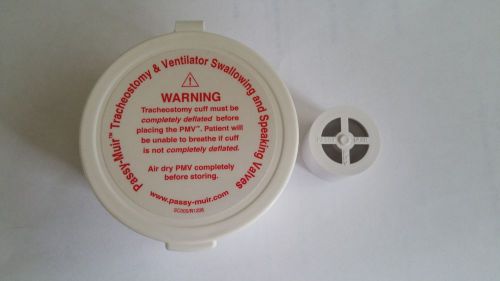 Passy-Muir™ Tracheostomy & Ventilator Swallowing and Speaking Valves
WARNING
Tracheostomy cuff must be
completely deflated before
placing the PMV™. Patient will
be unable to breathe if cuff
is not completely deflated.
Air dry PMV completely
before storing.
www.passy-muir.com